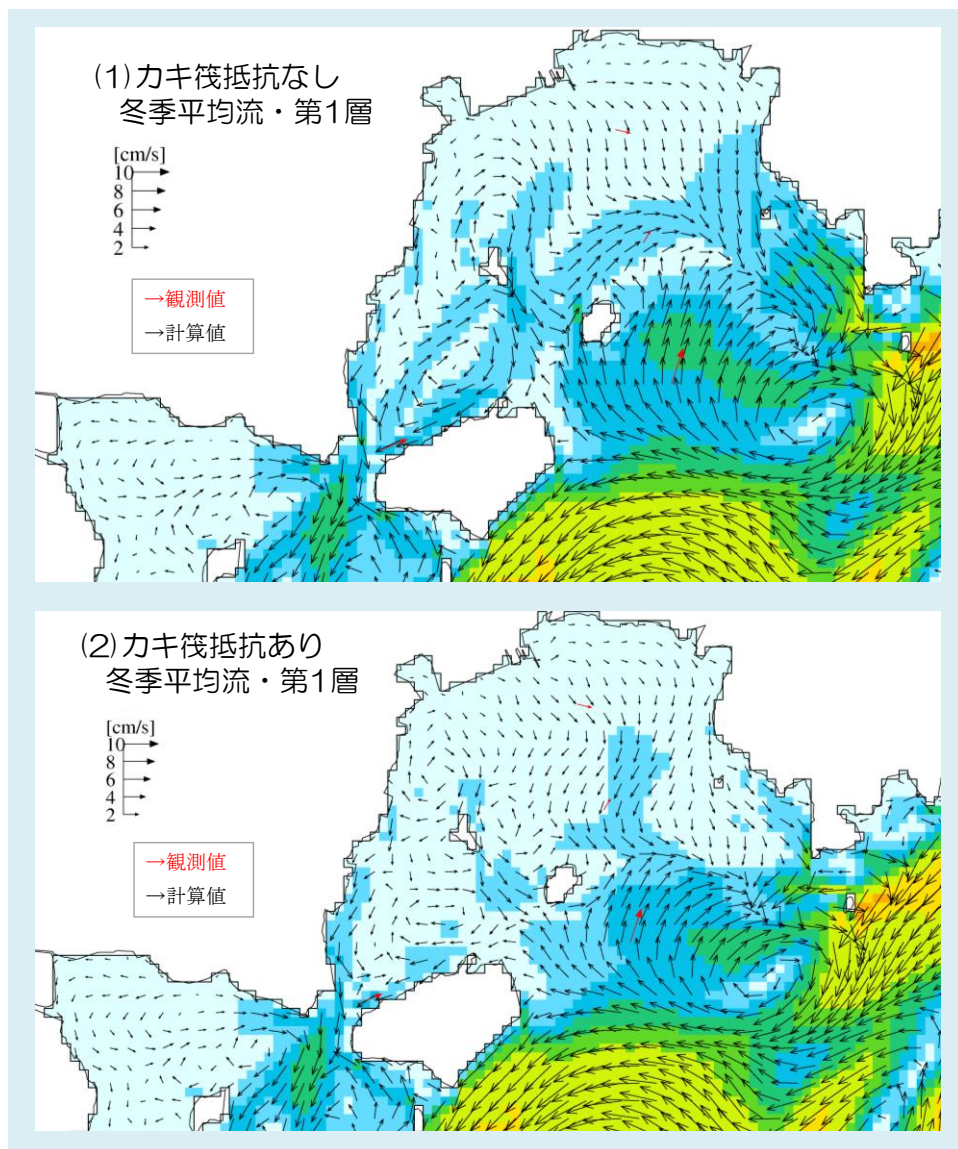 (1)カキ筏抵抗なし
冬季平均流・第1層
[cm/s]
10
8
6
4
2
→観測値
→計算値
(2)カキ筏抵抗あり
冬季平均流・第1層
[cm/s]
10
8
6
4
2
→観測値
→計算値